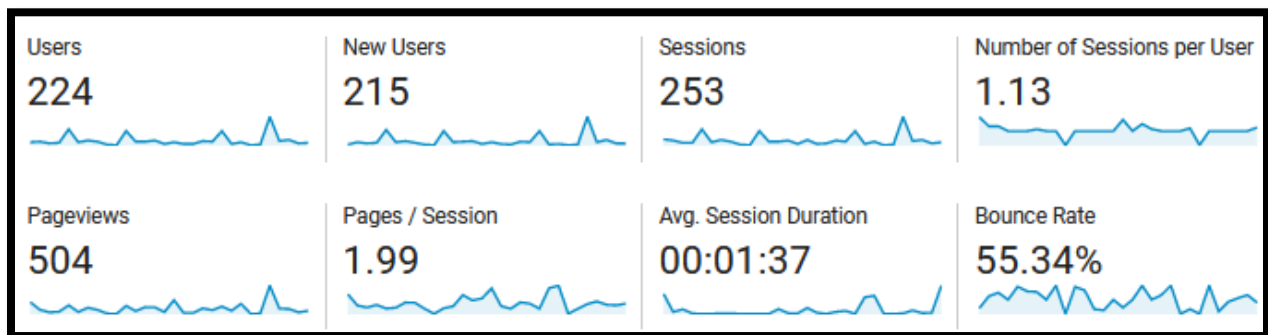 Users
224
New Users
215
Sessions
253
Number of Sessions per User
1.13
Pageviews
504
Pages / Session
1.99
Avg. Session Duration
00:01:37
Bounce Rate
55.34%